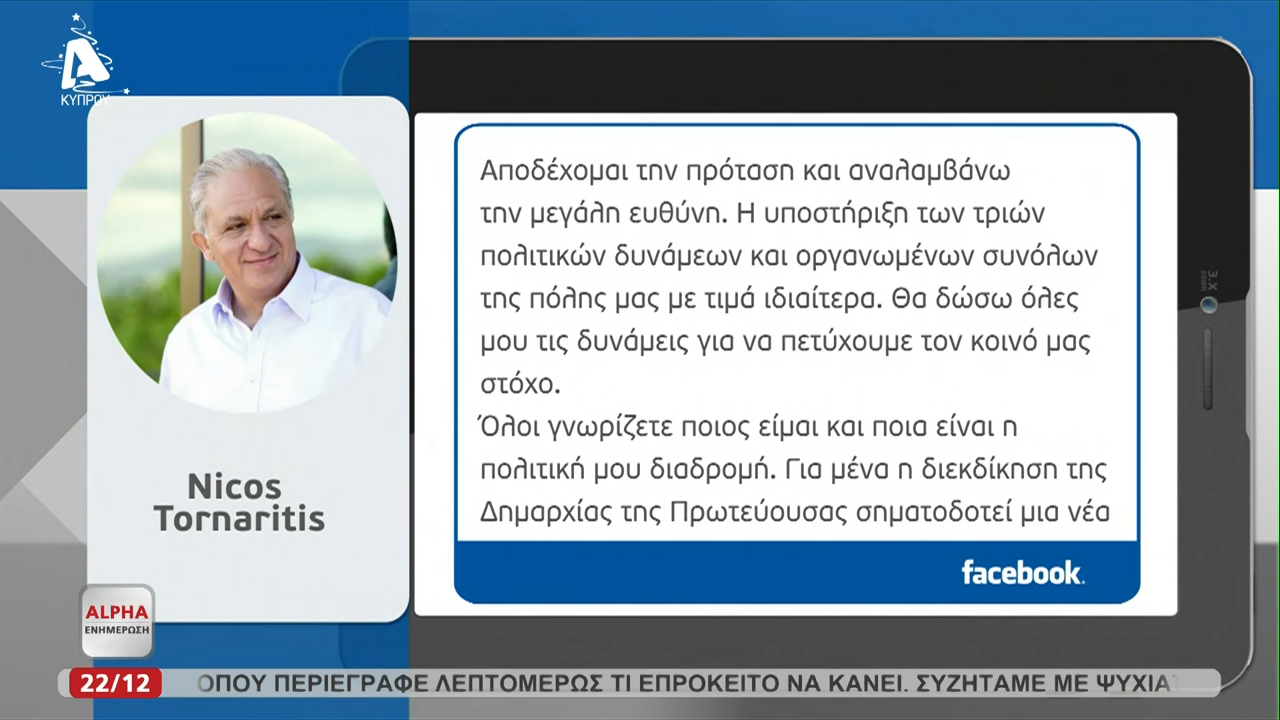 ΚΥΠΡΟΥ
Αποδέχομαι την πρόταση και αναλαμβάνω
την μεγάλη ευθύνη. Η υποστήριξη των τριών
πολιτικών δυνάμεων και οργανωμένων συνόλων
της πόλης μας με τιμά ιδιαίτερα. Θα δώσω όλες
μου τις δυνάμεις για να πετύχουμε τον κοινό μας
στόχο.
Όλοι γνωρίζετε ποιος είμαι και ποια είναι η
πολιτική μου διαδρομή. Για μένα η διεκδίκηση της
Δημαρχίας της Πρωτεύουσας σηματοδοτεί μια νέα
facebook.
Nicos
Tornaritis
ALPHA
ΕΝΗΜΕΡΩΣΗ
22/12 ΟΠΟΥ ΠΕΡΙΕΓΡΑΦΕ ΛΕΠΤΟΜΕΡΩΣ ΤΙ ΕΠΡΟΚΕΙΤΟ ΝΑ ΚΑΝΕΙ. ΣΥΖΗΤΑΜΕ ΜΕ